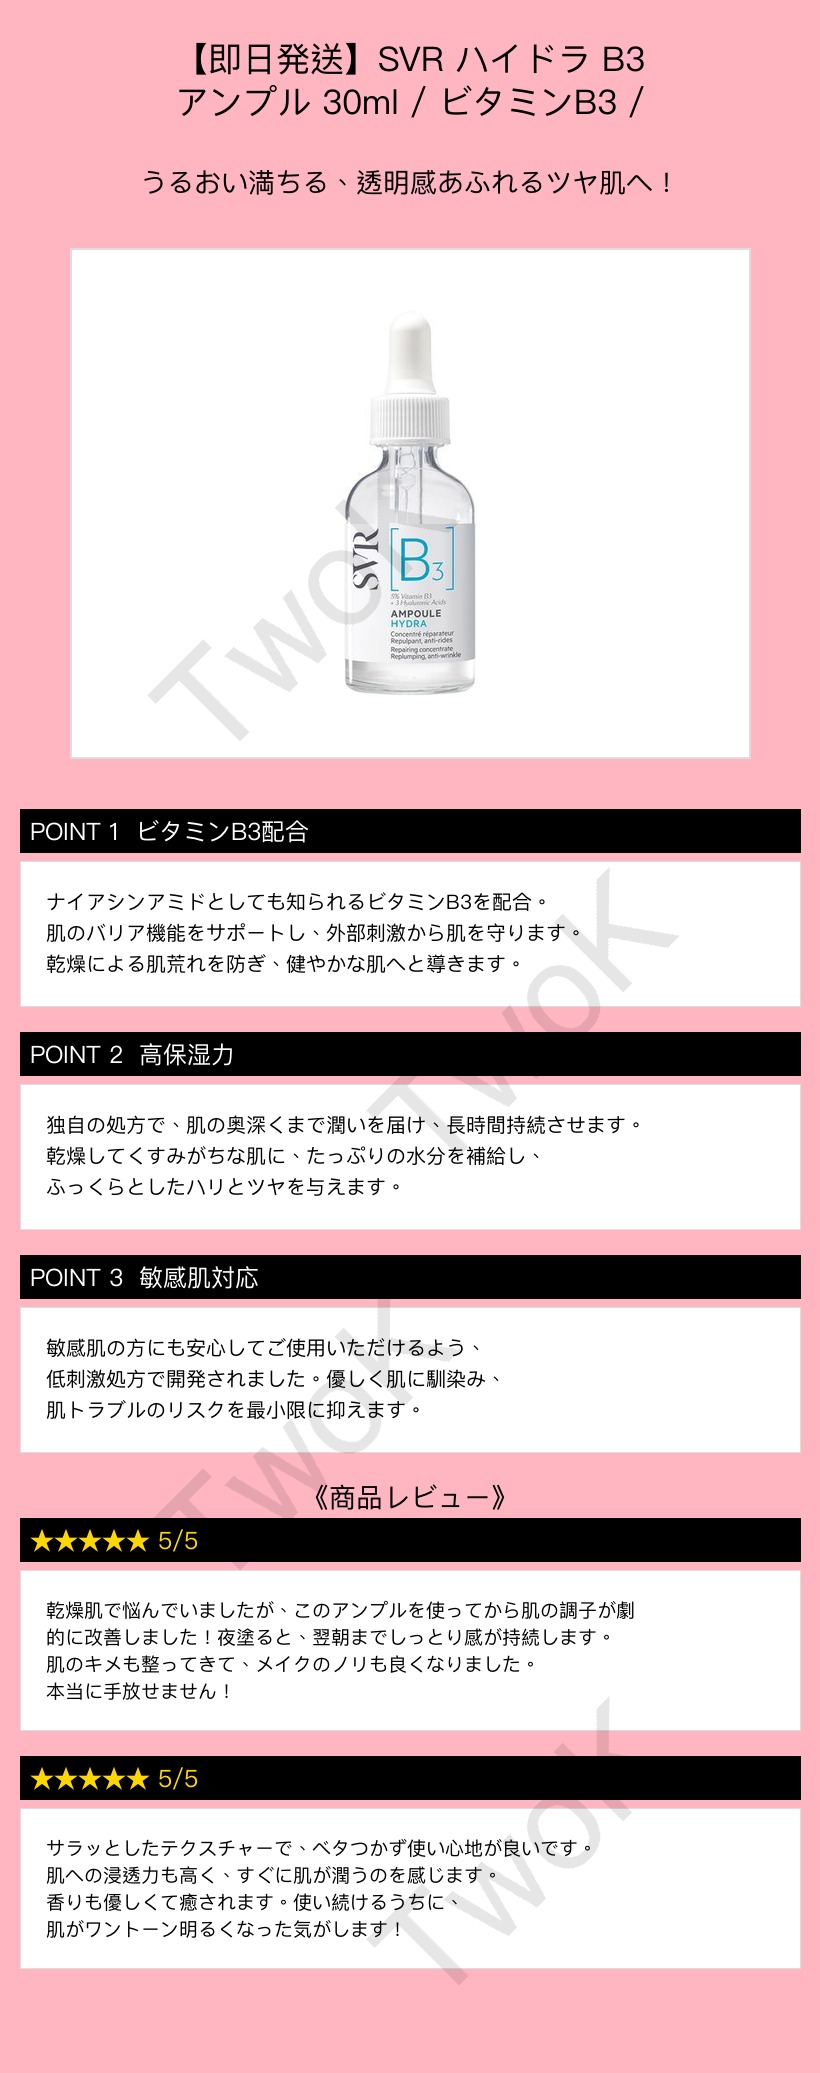 【即日発送】SVR ハイドラ B3
アンプル 30ml / ビタミンB3 /
うるおい満ちる、透明感あふれるツヤ肌へ！
SVR
[B3]
5% Vitamin B3
+ 3 Hyaluronic Acids
AMPOULE
HYDRA
Concentré réparateur
Repulpant, anti-rides
Repairing concentrate
Replumping, anti-wrinkle
TwoK
POINT 1 ビタミンB3配合
ナイアシンアミドとしても知られるビタミンB3を配合。
肌のバリア機能をサポートし、外部刺激から肌を守ります。
乾燥による肌荒れを防ぎ、健やかな肌へと導きます。
TwoK
POINT 2 高保湿力
独自の処方で、肌の奥深くまで潤いを届け、長時間持続させます。
乾燥してくすみがちな肌に、たっぷりの水分を補給し、
ふっくらとしたハリとツヤを与えます。
POINT 3 敏感肌対応
敏感肌の方にも安心してご使用いただけるよう、
低刺激処方で開発されました。優しく肌に馴染み、
肌トラブルのリスクを最小限に抑えます。
TwoK
《商品レビュー》
★★★★★ 5/5
乾燥肌で悩んでいましたが、このアンプルを使ってから肌の調子が劇
的に改善しました！夜塗ると、翌朝までしっとり感が持続します。
肌のキメも整ってきて、メイクのノリも良くなりました。
本当に手放せません！
★★★★★ 5/5
サラッとしたテクスチャーで、ベタつかず使い心地が良いです。
肌への浸透力も高く、すぐに肌が潤うのを感じます。
香りも優しくて癒されます。使い続けるうちに、
肌がワントーン明るくなった気がします！
TwoK